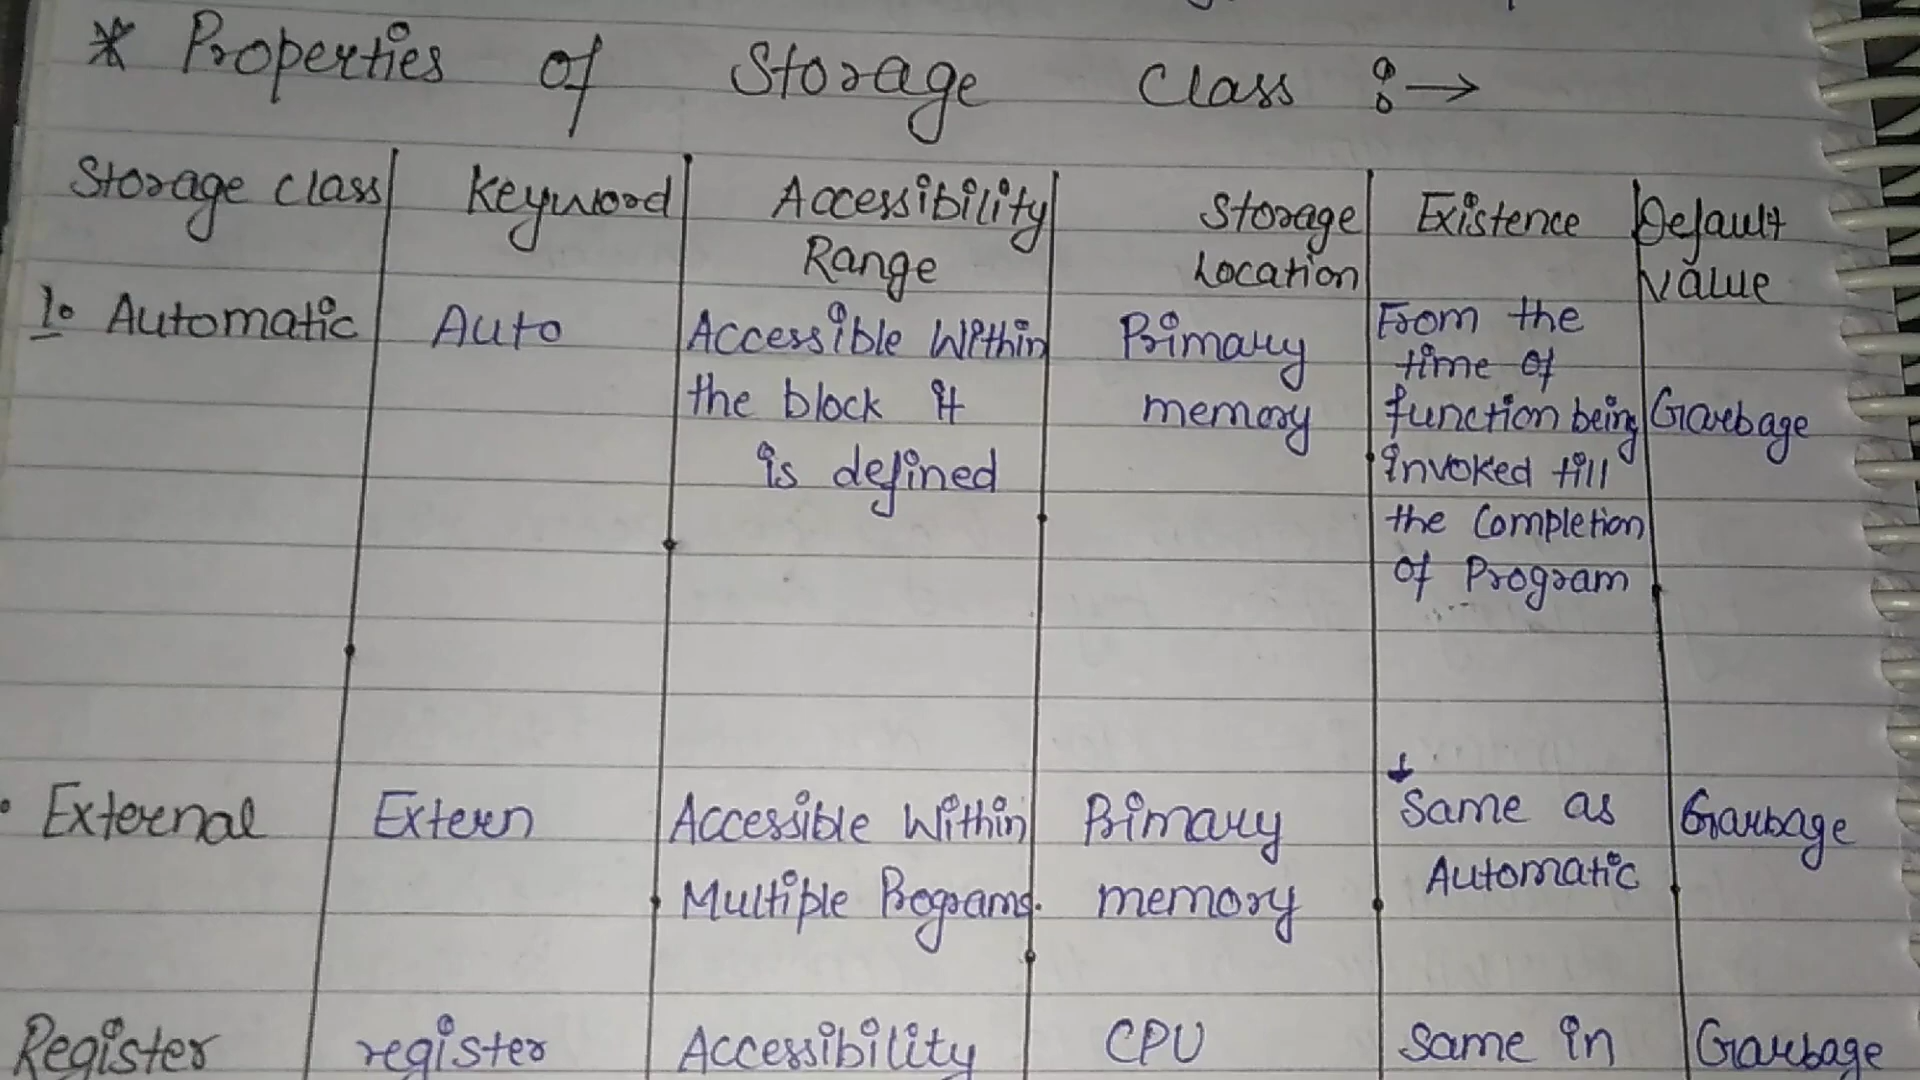 * Properties of Storage Class :→
Storage class Keyword Accessibility Range Storage Location Existence Default value
1. Automatic Auto Accessible Within the block it is defined Primary memory From the time of function being invoked till the completion of Program Garbage
External Extern Accessible Within Multiple Programs. Primary memory Same as Automatic Garbage
Register register Accessibility CPU Same in Garbage